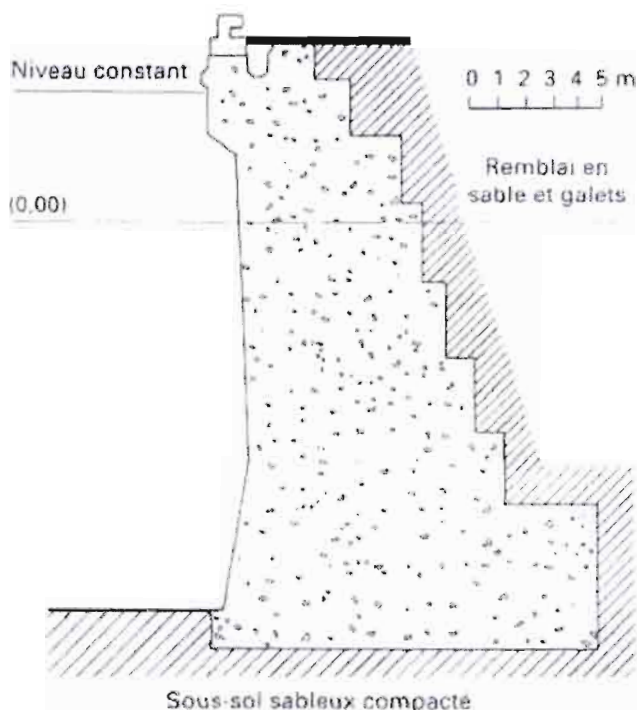 Niveau constant
0 1 2 3 4 5 m
Remblai en
sable et galets
(0,00)
Sous-sol sableux compacté